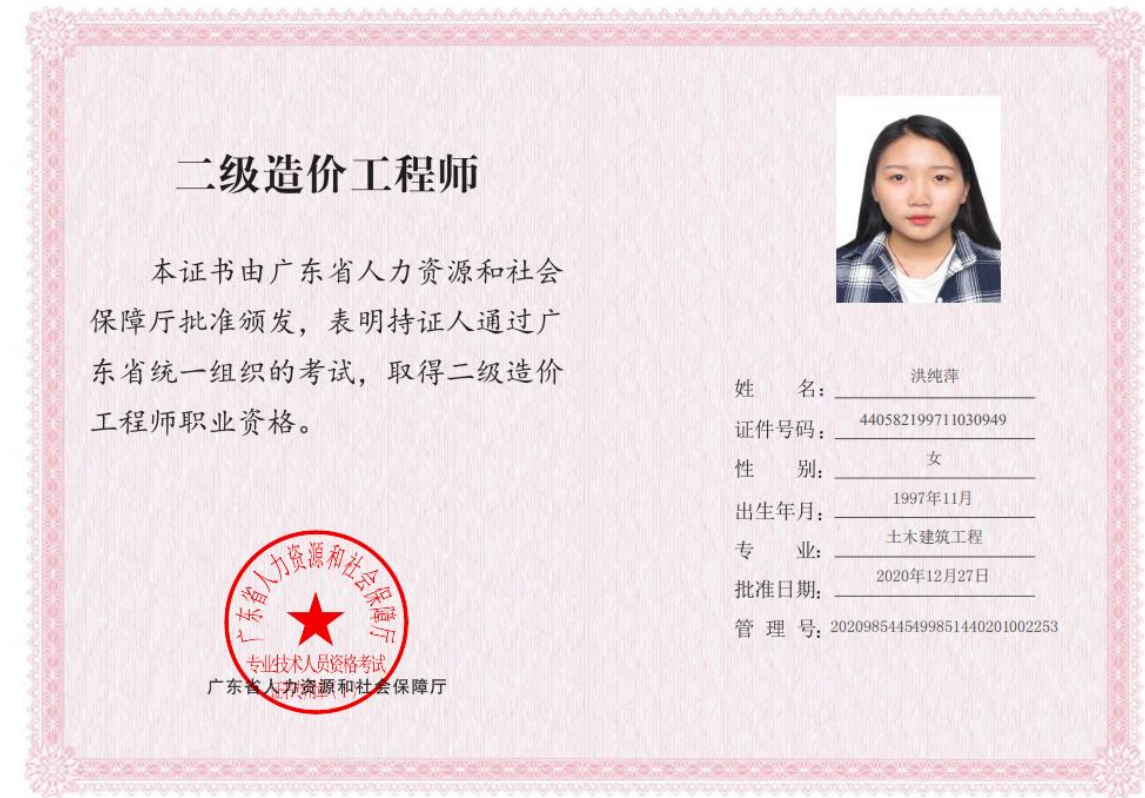 二级造价工程师
本证书由广东省人力资源和社会
保障厅批准颁发，表明持证人通过广
东省统一组织的考试，取得二级造价
工程师职业资格。
广东省人力资源和社会保障厅
专业技术人员资格考试
广东省人力资源和社会保障厅
姓 名：洪纯萍
证件号码：440582199711030949
性 别：女
出生年月：1997年11月
专 业：土木建筑工程
批准日期：2020年12月27日
管 理 号：2020985445499851440201002253